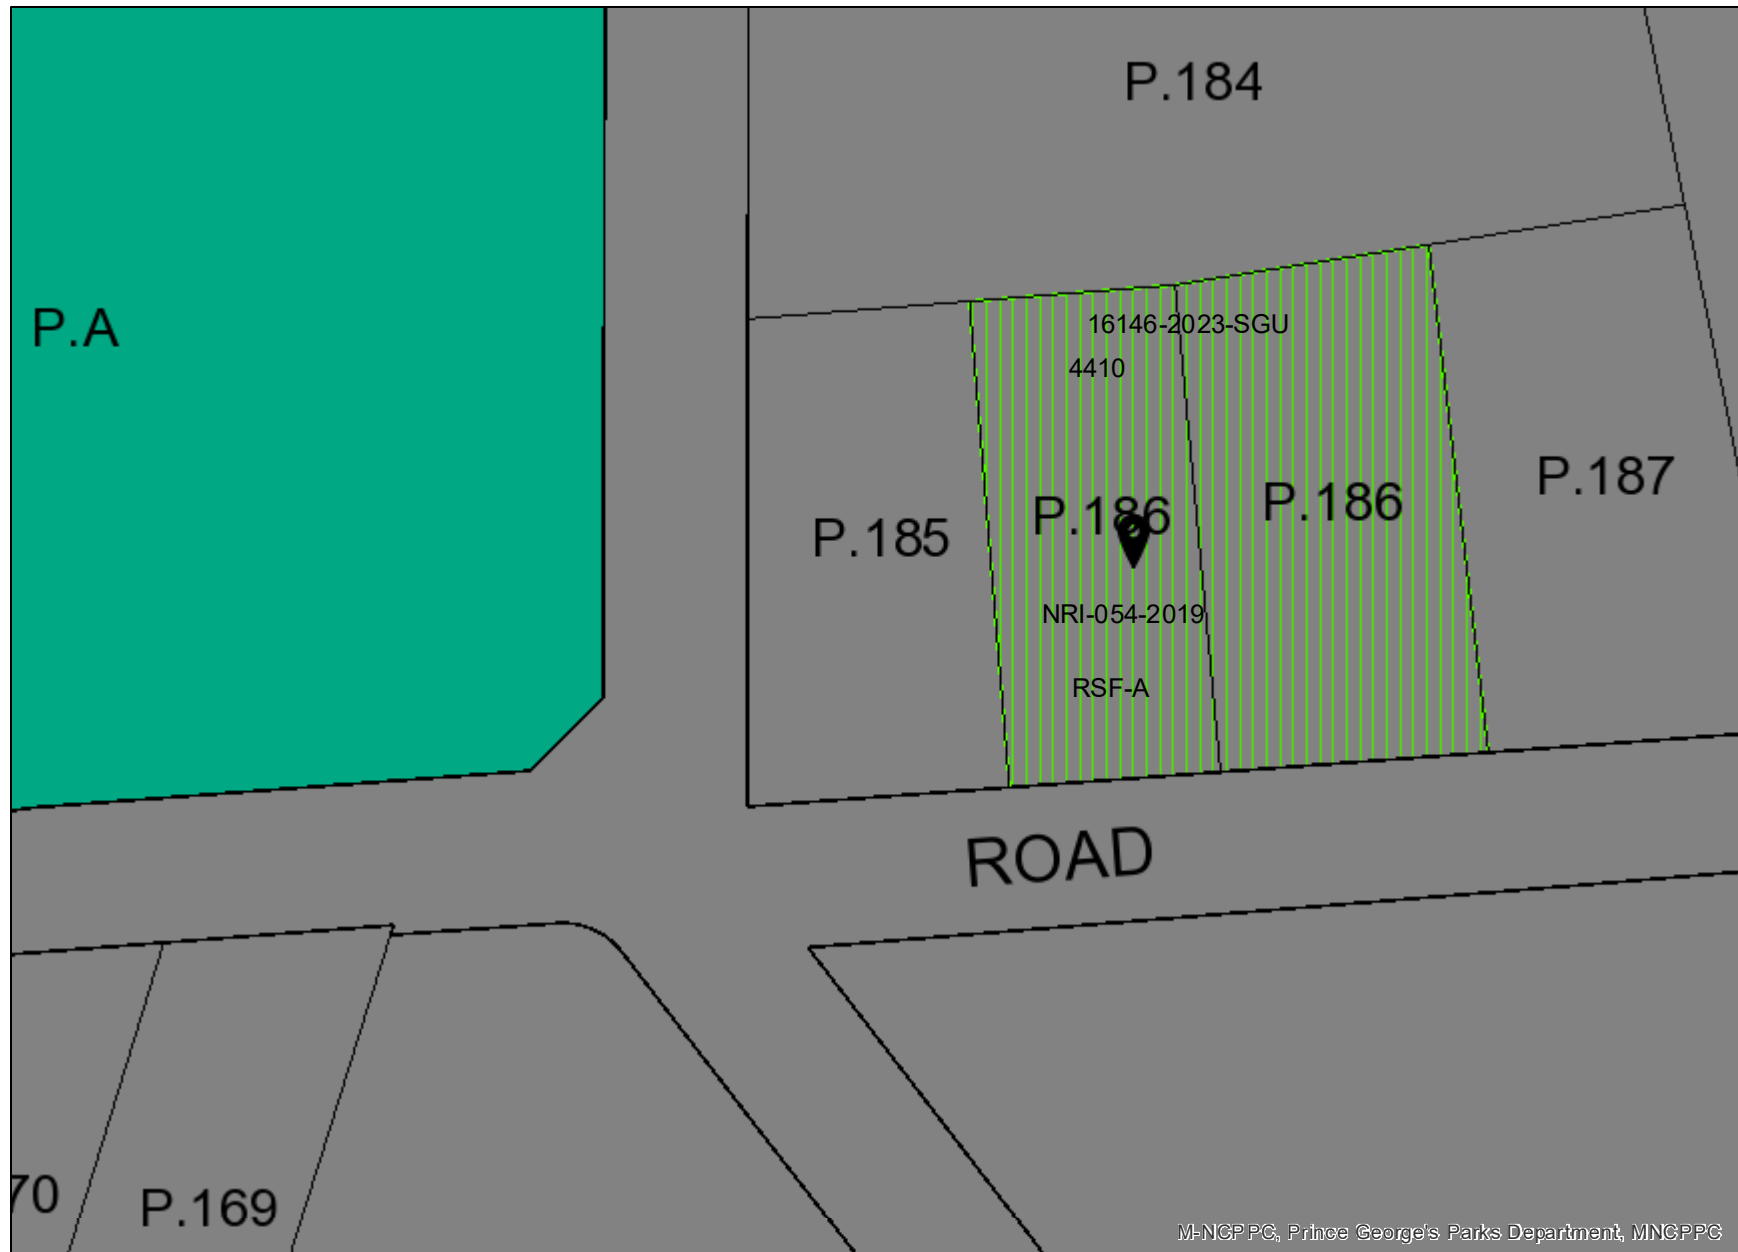 P.184
P.A
16146-2023-SGU
4410
P.187
P.186
P.186
P.185
NRI-054-2019
RSF-A
ROAD
70
P.169
M-NCPPC, Prince George's Parks Department, MNCPPC